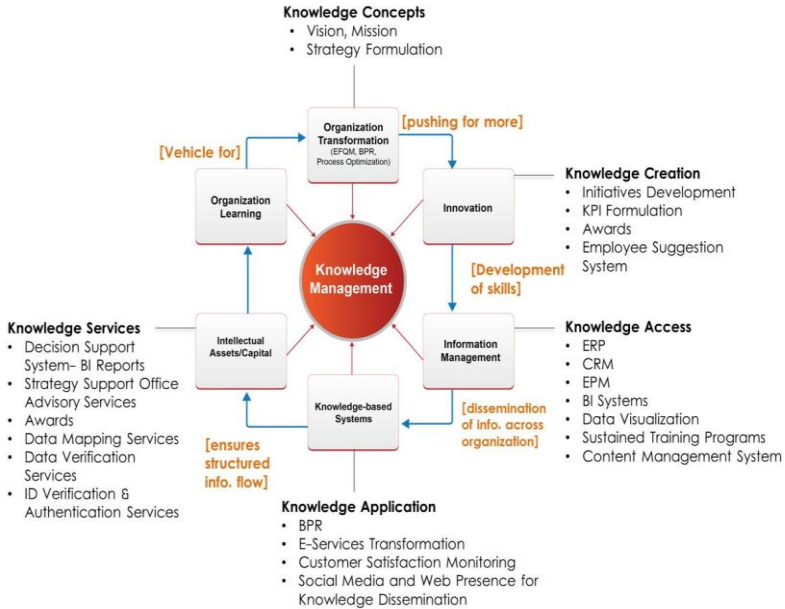 Knowledge Concepts
• Vision, Mission
• Strategy Formulation
Organization
Transformation
(EFQM, BPR,
Process Optimization)
[pushing for more]
[Vehicle for]
Organization
Learning
Innovation
Knowledge Creation
• Initiatives Development
• KPI Formulation
• Awards
• Employee Suggestion
System
Knowledge
Management
[Development
of skills]
Knowledge Services
• Decision Support
System- BI Reports
• Strategy Support Office
Advisory Services
• Awards
• Data Mapping Services
• Data Verification
Services
• ID Verification &
Authentication Services
Intellectual
Assets/Capital
Information
Management
Knowledge Access
• ERP
• CRM
• EPM
• BI Systems
• Data Visualization
• Sustained Training Programs
• Content Management System
Knowledge-based
Systems
[dissemination
of info. across
organization]
[ensures
structured
info. flow]
Knowledge Application
• BPR
• E-Services Transformation
• Customer Satisfaction Monitoring
• Social Media and Web Presence for
Knowledge Dissemination